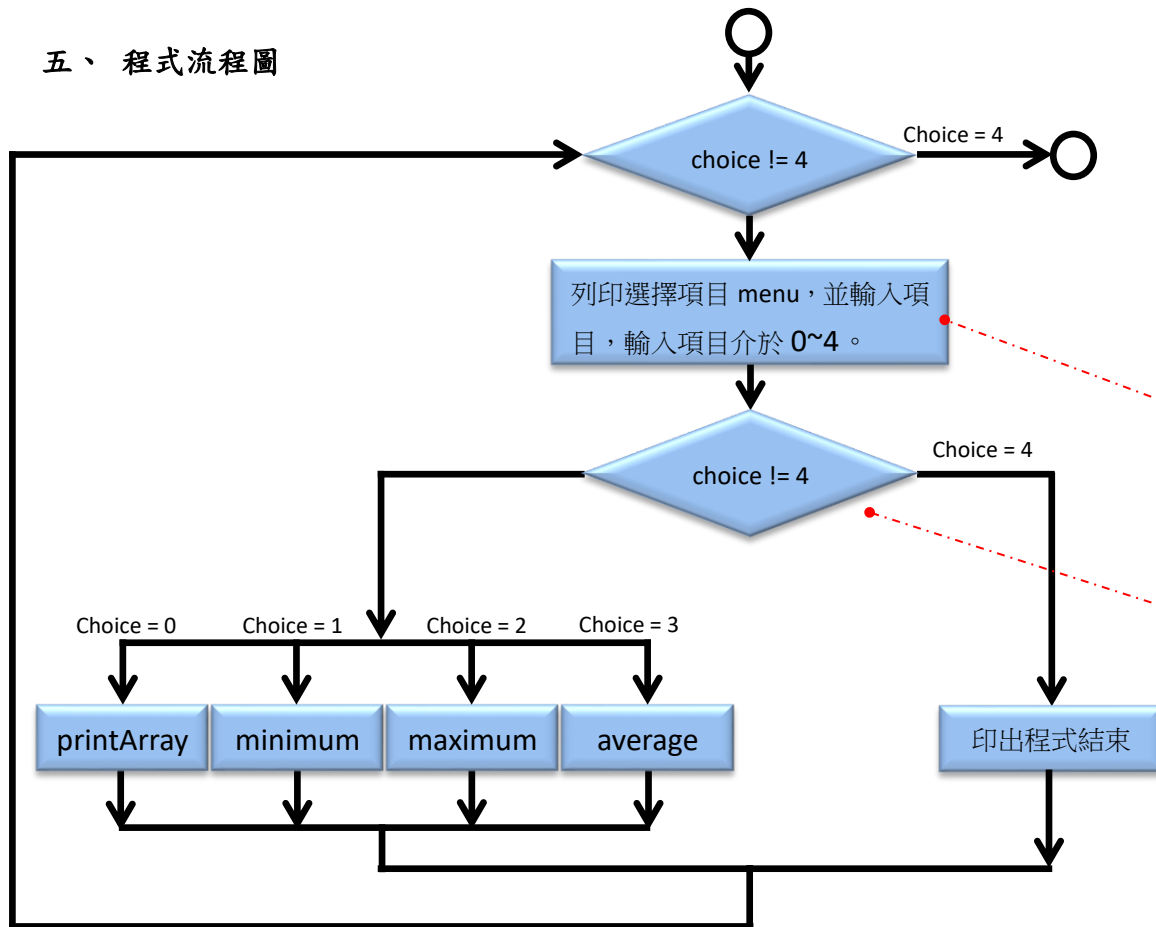 五、 程式流程圖
choice != 4
Choice = 4
列印選擇項目 menu，並輸入項
目，輸入項目介於 0~4 。
choice != 4
Choice = 4
Choice = 0
Choice = 1
Choice = 2
Choice = 3
printArray
minimum
maximum
average
印出程式結束